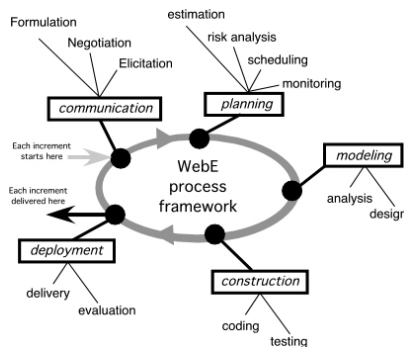 Formulation
Negotiation
Elicitation
communication
estimation
risk analysis
scheduling
monitoring
planning
Each increment
starts here
WebE
process
framework
modeling
analysis
design
Each increment
delivered here
deployment
delivery
evaluation
construction
coding
testing